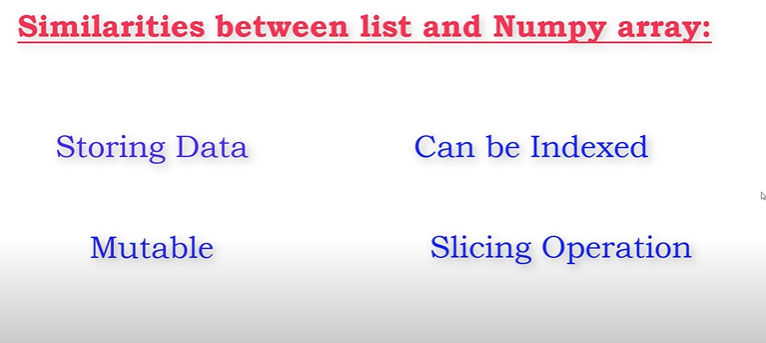 Similarities between list and Numpy array:
Storing Data
Can be Indexed
Mutable
Slicing Operation